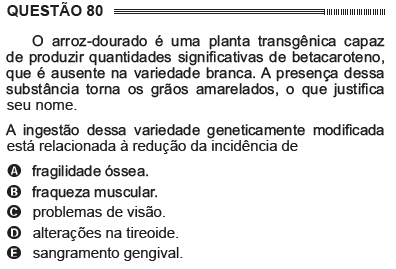 QUESTÃO 80
O arroz-dourado é uma planta transgênica capaz
de produzir quantidades significativas de betacaroteno,
que é ausente na variedade branca. A presença dessa
substância torna os grãos amarelados, o que justifica
seu nome.
A ingestão dessa variedade geneticamente modificada
está relacionada à redução da incidência de
A fragilidade óssea.
B fraqueza muscular.
C problemas de visão.
D alterações na tireoide.
E sangramento gengival.